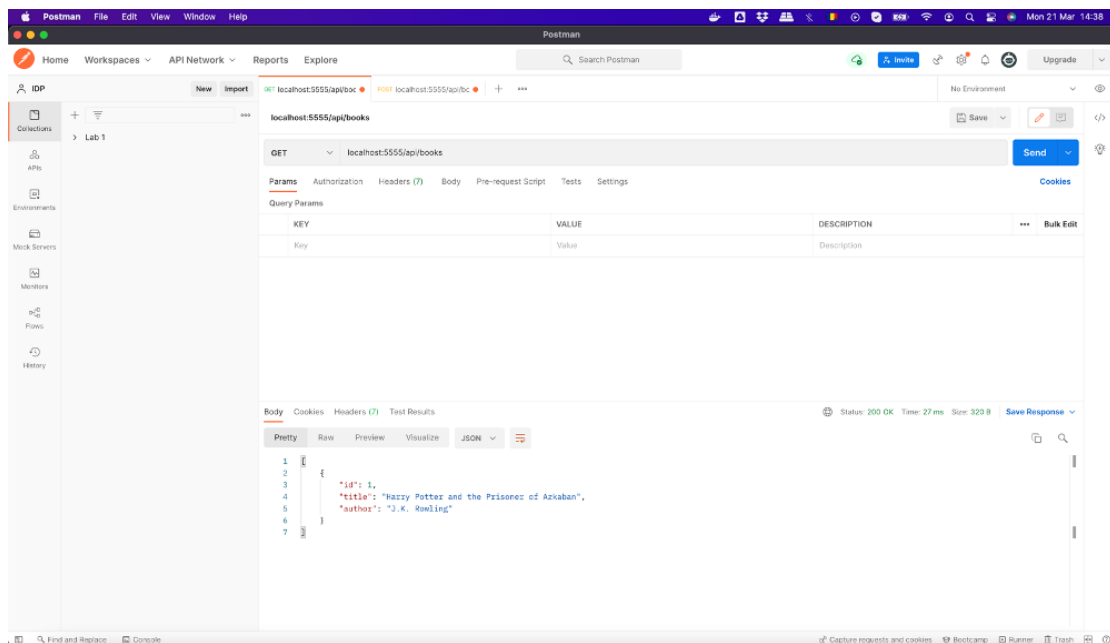 Postman File Edit View Window Help Mon 21 Mar 14:38
Postman
Home Workspaces API Network Reports Explore Search Postman Invite Upgrade
IDP New Import GET localhost:5555/api/boc POST localhost:5555/api/bc No Environment
Collections
Lab 1
localhost:5555/api/books Save
APIs
GET localhost:5555/api/books Send
Environments
Params Authorization Headers (7) Body Pre-request Script Tests Settings Cookies
Query Params
KEY VALUE DESCRIPTION Bulk Edit
Mock Servers
Key Value Description
Monitors
Flows
History
Body Cookies Headers (7) Test Results Status: 200 OK Time: 27 ms Size: 320 B Save Response
Pretty Raw Preview Visualize JSON
1 [
2 {
3 "id": 1,
4 "title": "Harry Potter and the Prisoner of Azkaban",
5 "author": "J.K. Rowling"
6 }
7 ]
Find and Replace Console Capture requests and cookies Bootcamp Runner Trash